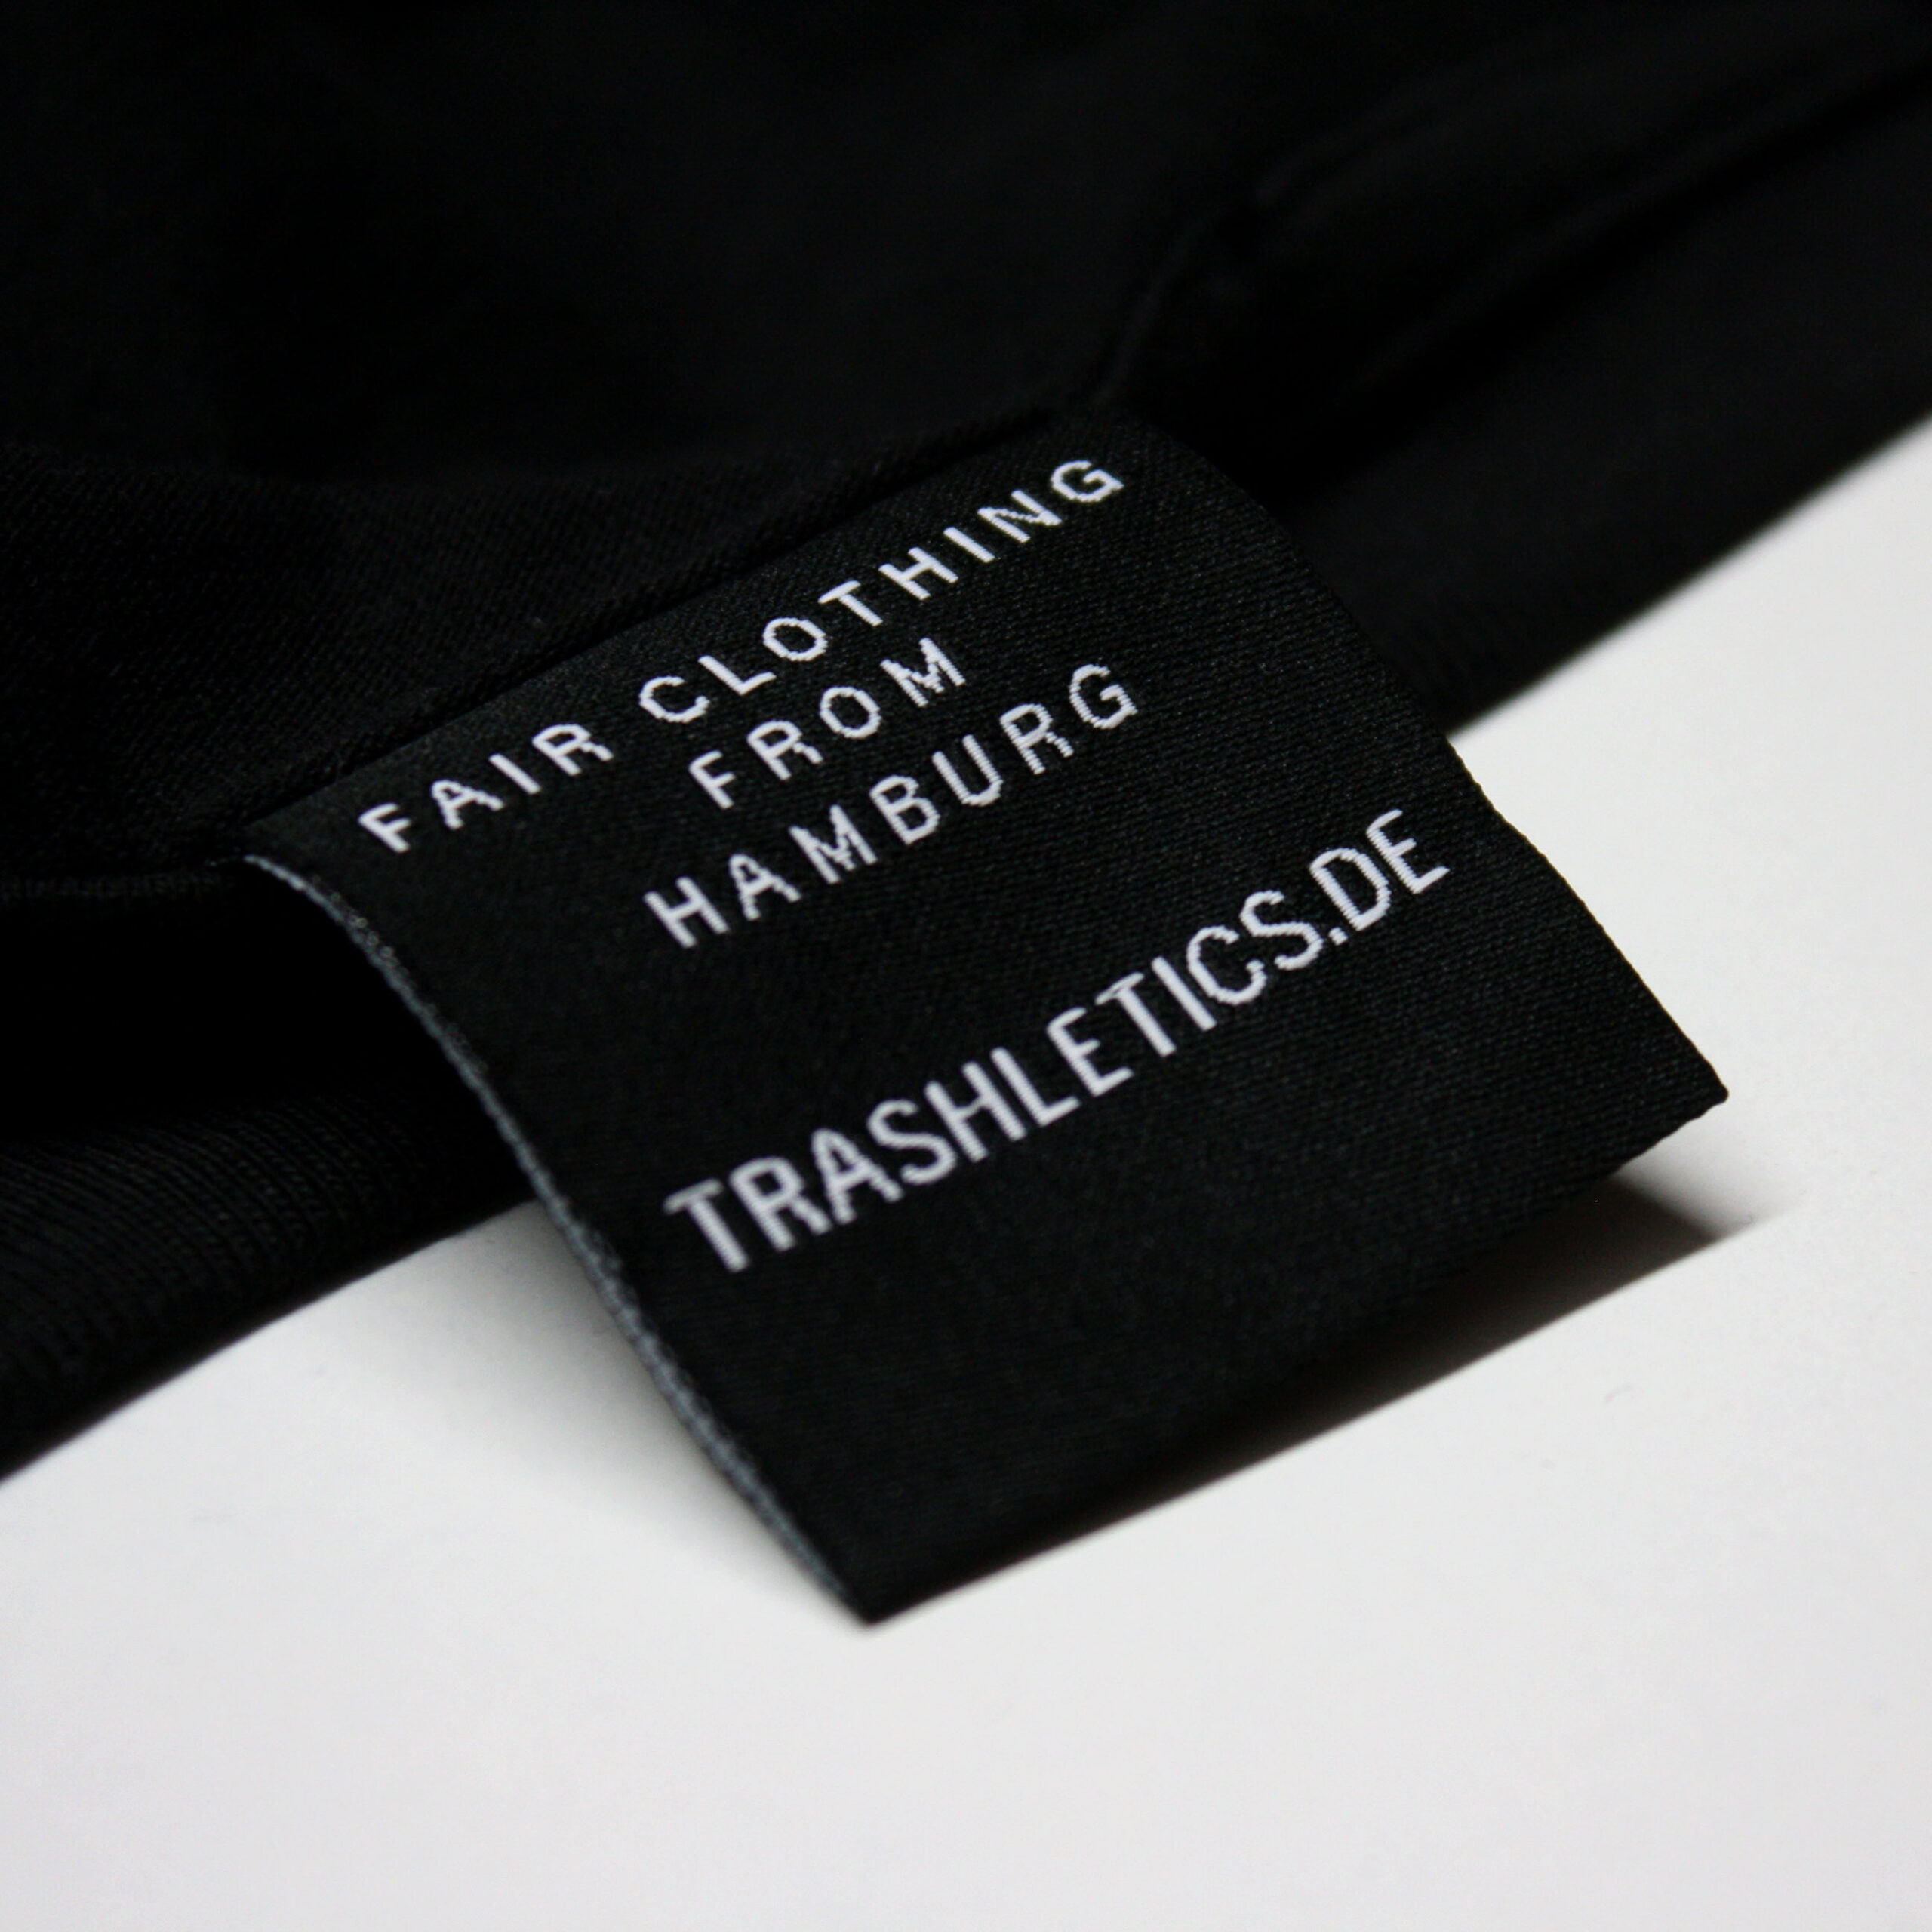 FAIR CLOTHING
FROM
HAMBURG
TRASHLETICS.DE